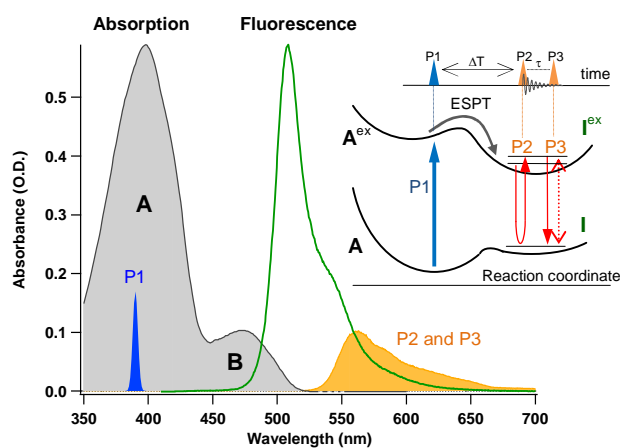 Absorption
Fluorescence
Absorbance (O.D.)
0.5
0.4
0.3
0.2
0.1
0.0
350
400
450
500
550
600
650
700
Wavelength (nm)
A
P1
B
P2 and P3
P1
ΔT
P2
τ
P3
time
ESPT
A^ex
I^ex
P2
P3
P1
A
I
Reaction coordinate